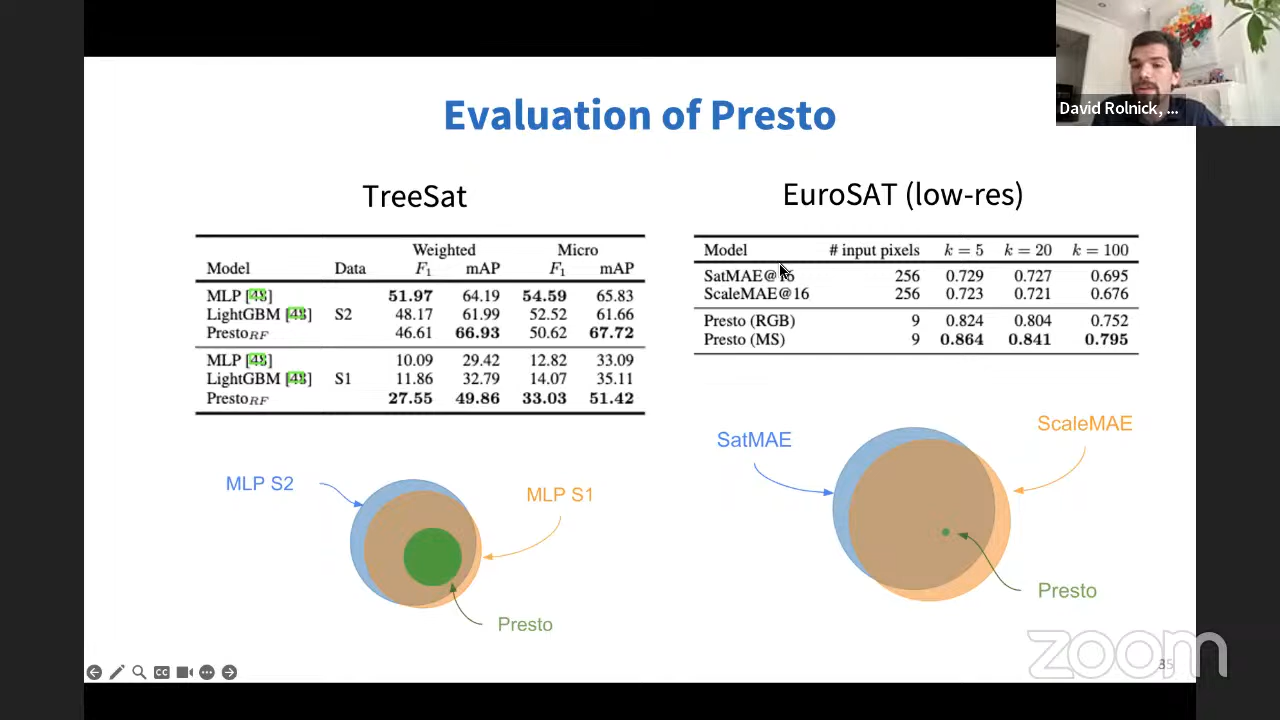 Evaluation of Presto
David Rolnick, ...
TreeSat
Weighted Micro
Model Data F1 mAP F1 mAP
MLP [48] 51.97 64.19 54.59 65.83
LightGBM [48] S2 48.17 61.99 52.52 61.66
PrestoRF 46.61 66.93 50.62 67.72
MLP [48] 10.09 29.42 12.82 33.09
LightGBM [48] S1 11.86 32.79 14.07 35.11
PrestoRF 27.55 49.86 33.03 51.42
MLP S2
MLP S1
Presto
EuroSAT (low-res)
Model # input pixels k = 5 k = 20 k = 100
SatMAE@16 256 0.729 0.727 0.695
ScaleMAE@16 256 0.723 0.721 0.676
Presto (RGB) 9 0.824 0.804 0.752
Presto (MS) 9 0.864 0.841 0.795
SatMAE
ScaleMAE
Presto
zoom
35
CC